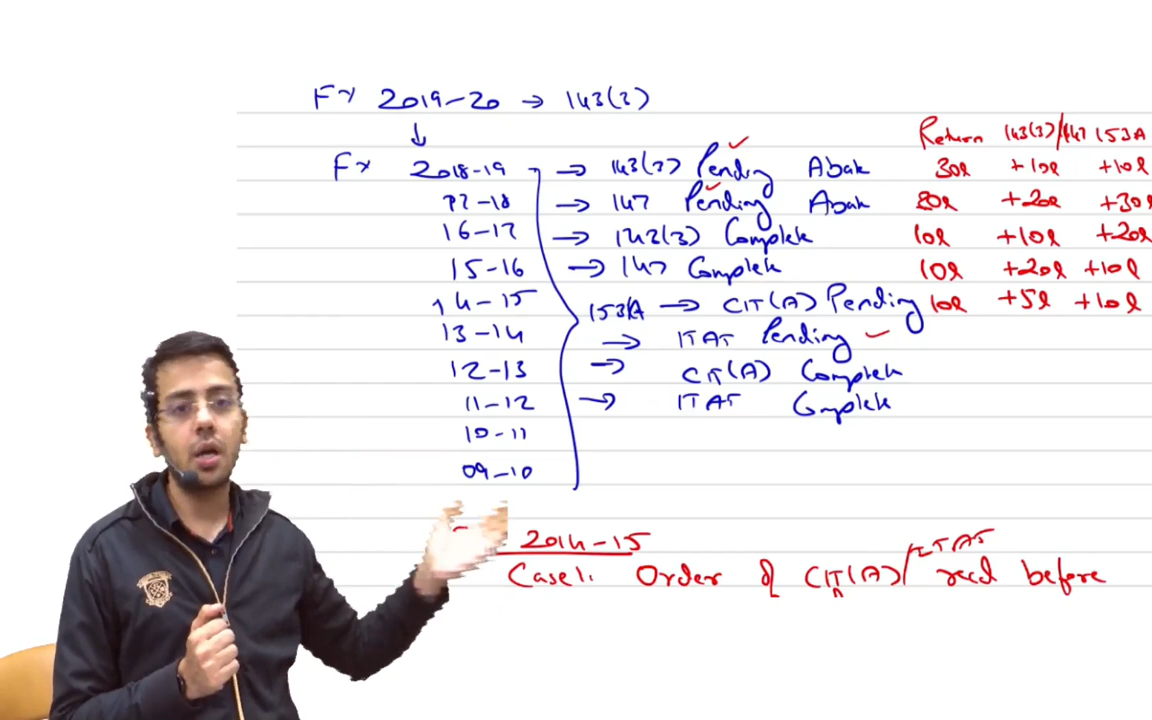 FY 2019-20 → 143(3)
↓
Return 143(3)/147 153A
FY 2018-19 → 143(3) Pending Abate 30l +10l +10l
17-18 → 147 Pending Abate 20l +20l +30l
16-17 → 143(3) Complete 10l +10l +20l
15-16 → 147 Complete 10l +20l +10l
14-15 153A → CIT(A) Pending 10l +5l +10l
13-14 → ITAT Pending
12-13 → CIT(A) Complete
11-12 → ITAT Complete
10-11
09-10
2014-15
Case 1: Order of CIT(A)/ITAT recd before